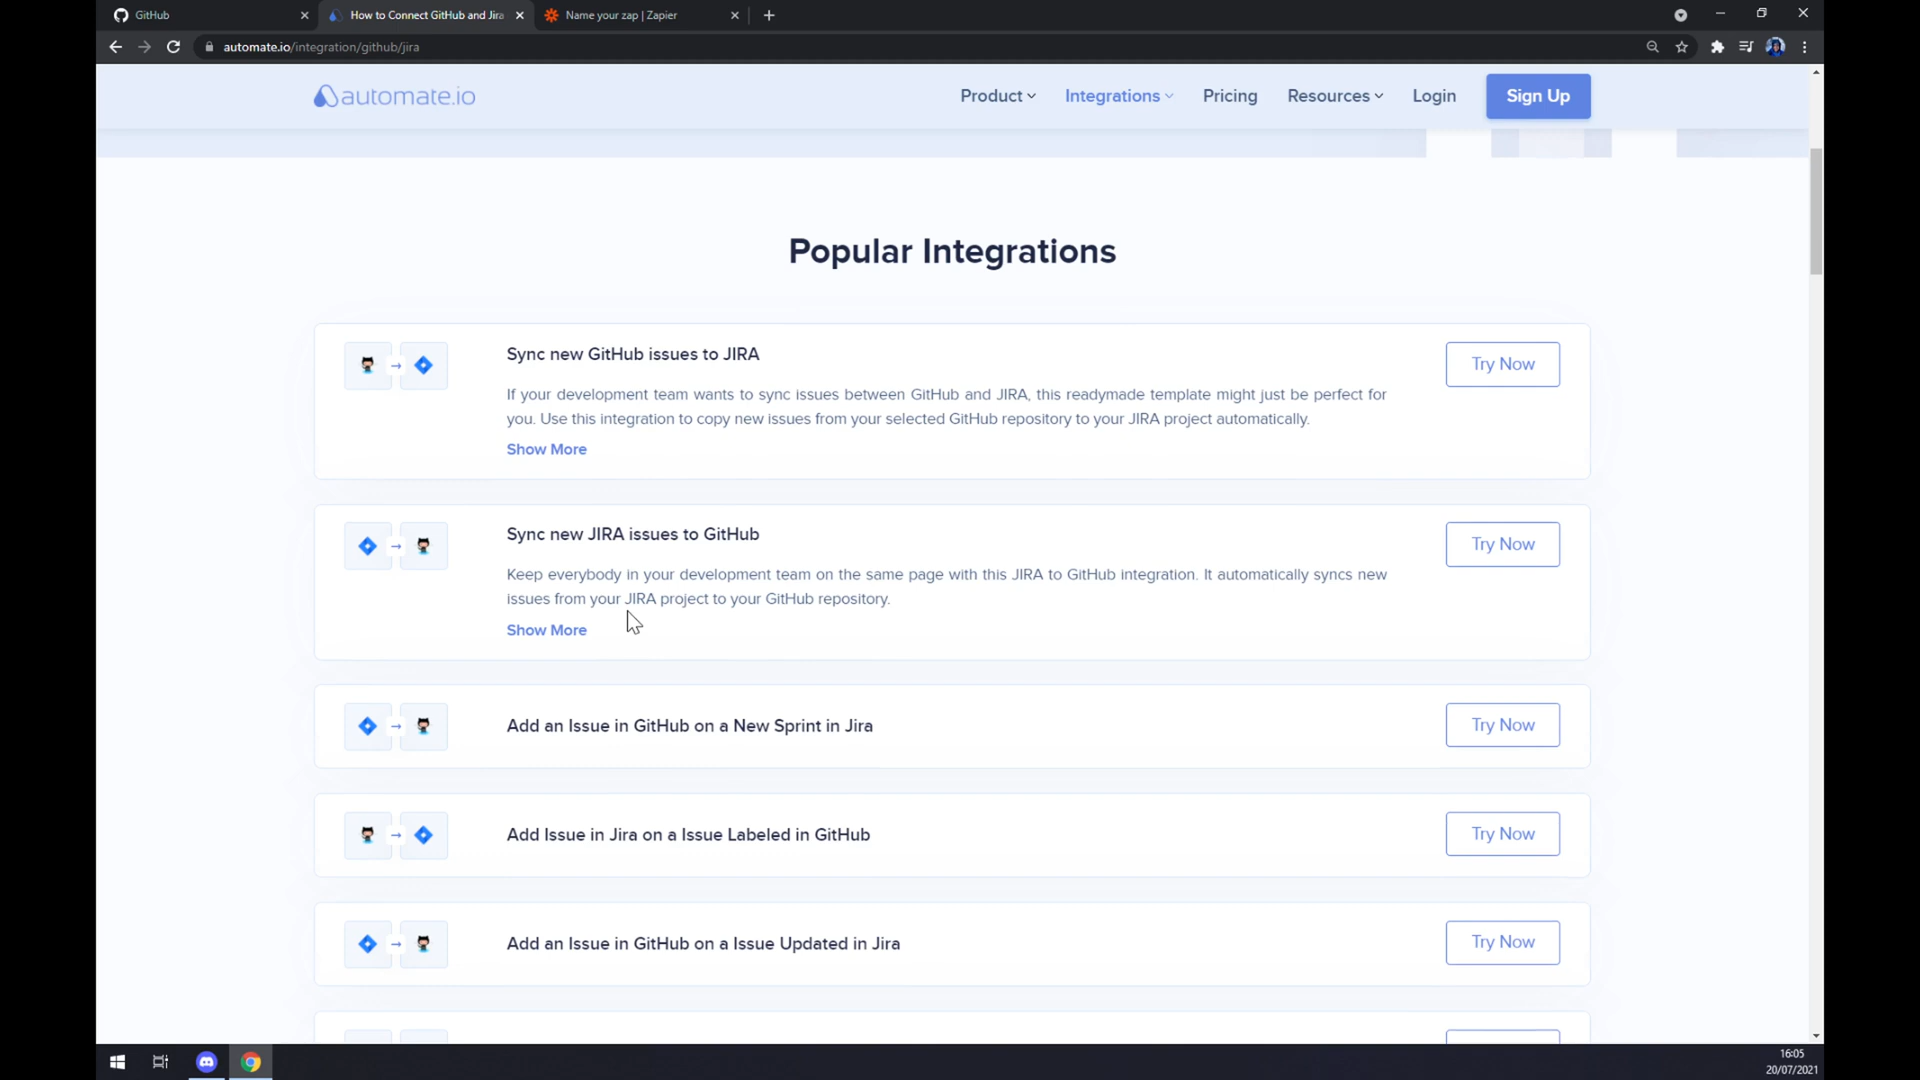 GitHub
How to Connect GitHub and Jira
Name your zap | Zapier
automate.io/integration/github/jira
automate.io
Product
Integrations
Pricing
Resources
Login
Sign Up
Popular Integrations
Sync new GitHub issues to JIRA
Try Now
If your development team wants to sync issues between GitHub and JIRA, this readymade template might just be perfect for
you. Use this integration to copy new issues from your selected GitHub repository to your JIRA project automatically.
Show More
Sync new JIRA issues to GitHub
Try Now
Keep everybody in your development team on the same page with this JIRA to GitHub integration. It automatically syncs new
issues from your JIRA project to your GitHub repository.
Show More
Add an Issue in GitHub on a New Sprint in Jira
Try Now
Add Issue in Jira on a Issue Labeled in GitHub
Try Now
Add an Issue in GitHub on a Issue Updated in Jira
Try Now
16:05
20/07/2021